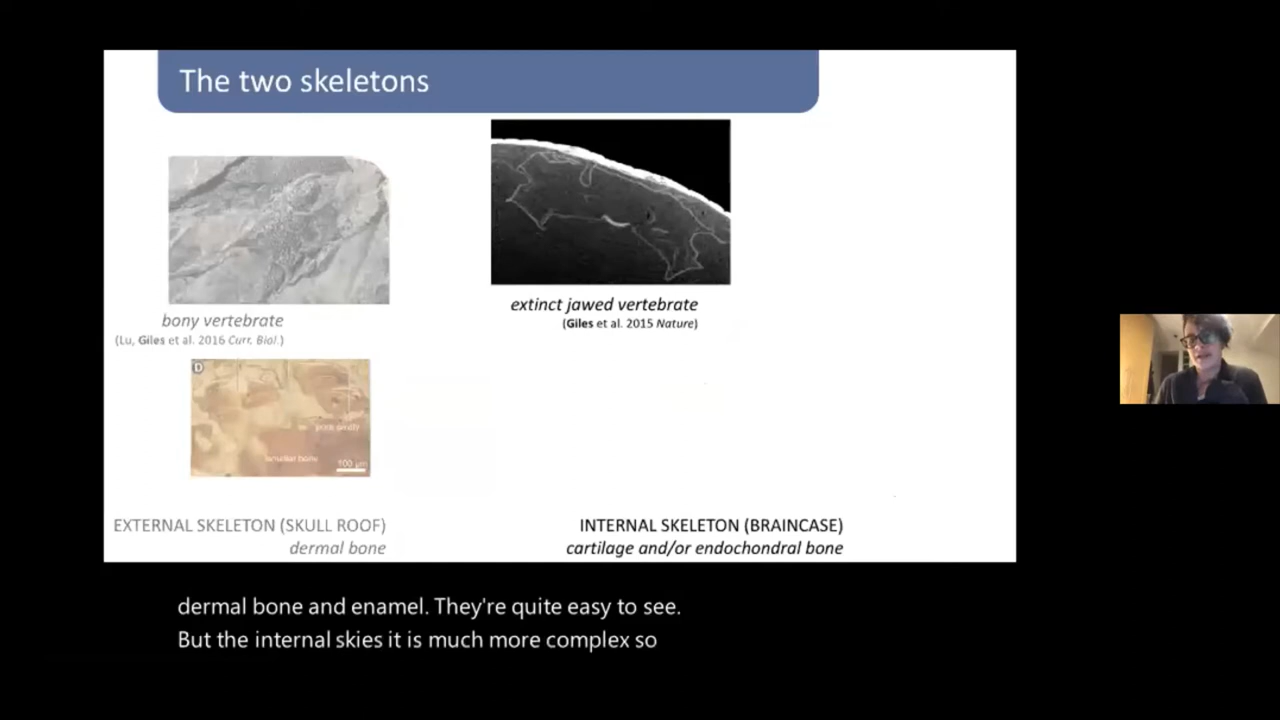 The two skeletons
bony vertebrate
(Lu, Giles et al. 2016 Curr. Biol.)
D
pore cavity
lamellar bone
100 µm
EXTERNAL SKELETON (SKULL ROOF)
dermal bone
extinct jawed vertebrate
(Giles et al. 2015 Nature)
INTERNAL SKELETON (BRAINCASE)
cartilage and/or endochondral bone
dermal bone and enamel. They're quite easy to see.
But the internal skies it is much more complex so